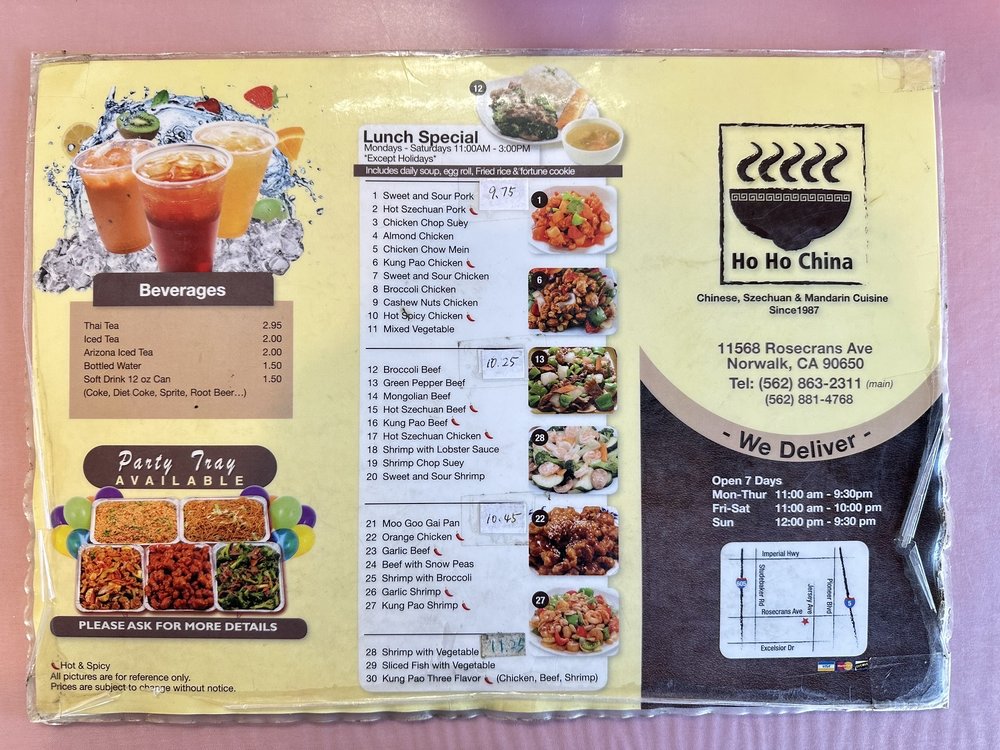 Beverages
Thai Tea 2.95
Iced Tea 2.00
Arizona Iced Tea 2.00
Bottled Water 1.50
Soft Drink 12 oz Can 1.50
(Coke, Diet Coke, Sprite, Root Beer...)
Party Tray
AVAILABLE
PLEASE ASK FOR MORE DETAILS
Hot & Spicy
All pictures are for reference only.
Prices are subject to change without notice.
12
Lunch Special
Mondays - Saturdays 11:00AM - 3:00PM
*Except Holidays*
Includes daily soup, egg roll, Fried rice & fortune cookie
9.75
1 Sweet and Sour Pork
2 Hot Szechuan Pork
3 Chicken Chop Suey
4 Almond Chicken
5 Chicken Chow Mein
6 Kung Pao Chicken
7 Sweet and Sour Chicken
8 Broccoli Chicken
9 Cashew Nuts Chicken
10 Hot Spicy Chicken
11 Mixed Vegetable
1
6
10.25
12 Broccoli Beef
13 Green Pepper Beef
14 Mongolian Beef
15 Hot Szechuan Beef
16 Kung Pao Beef
17 Hot Szechuan Chicken
18 Shrimp with Lobster Sauce
19 Shrimp Chop Suey
20 Sweet and Sour Shrimp
13
28
10.45
21 Moo Goo Gai Pan
22 Orange Chicken
23 Garlic Beef
24 Beef with Snow Peas
25 Shrimp with Broccoli
26 Garlic Shrimp
27 Kung Pao Shrimp
22
27
28 Shrimp with Vegetable
29 Sliced Fish with Vegetable
30 Kung Pao Three Flavor (Chicken, Beef, Shrimp)
Ho Ho China
Chinese, Szechuan & Mandarin Cuisine
Since1987
11568 Rosecrans Ave
Norwalk, CA 90650
Tel: (562) 863-2311 (main)
(562) 881-4768
- We Deliver -
Open 7 Days
Mon-Thur 11:00 am - 9:30pm
Fri-Sat 11:00 am - 10:00 pm
Sun 12:00 pm - 9:30 pm
Imperial Hwy
605
Studebaker Rd
Jersey Ave
Pioneer Blvd
5
Rosecrans Ave
Excelsior Dr